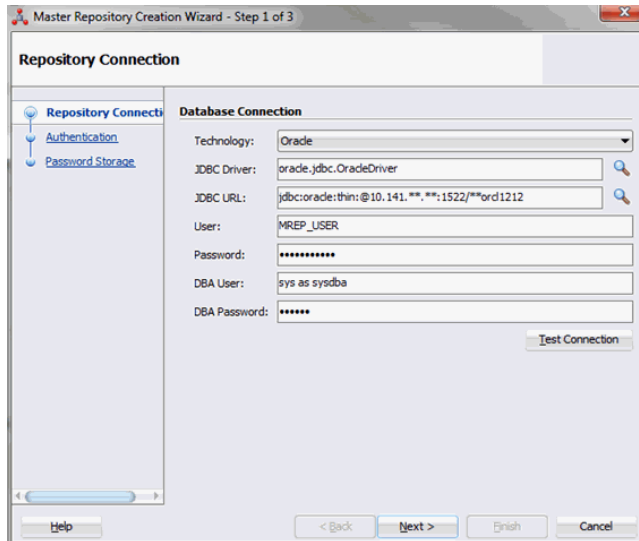 Master Repository Creation Wizard - Step 1 of 3
Repository Connection
Repository Connecti
Authentication
Password Storage
Database Connection
Technology: Oracle
JDBC Driver: oracle.jdbc.OracleDriver
JDBC URL: jdbc:oracle:thin:@10.141.**.**:1522/**orcl1212
User: MREP_USER
Password: •••••••••••
DBA User: sys as sysdba
DBA Password: ••••••
Test Connection
Help
< Back
Next >
Finish
Cancel